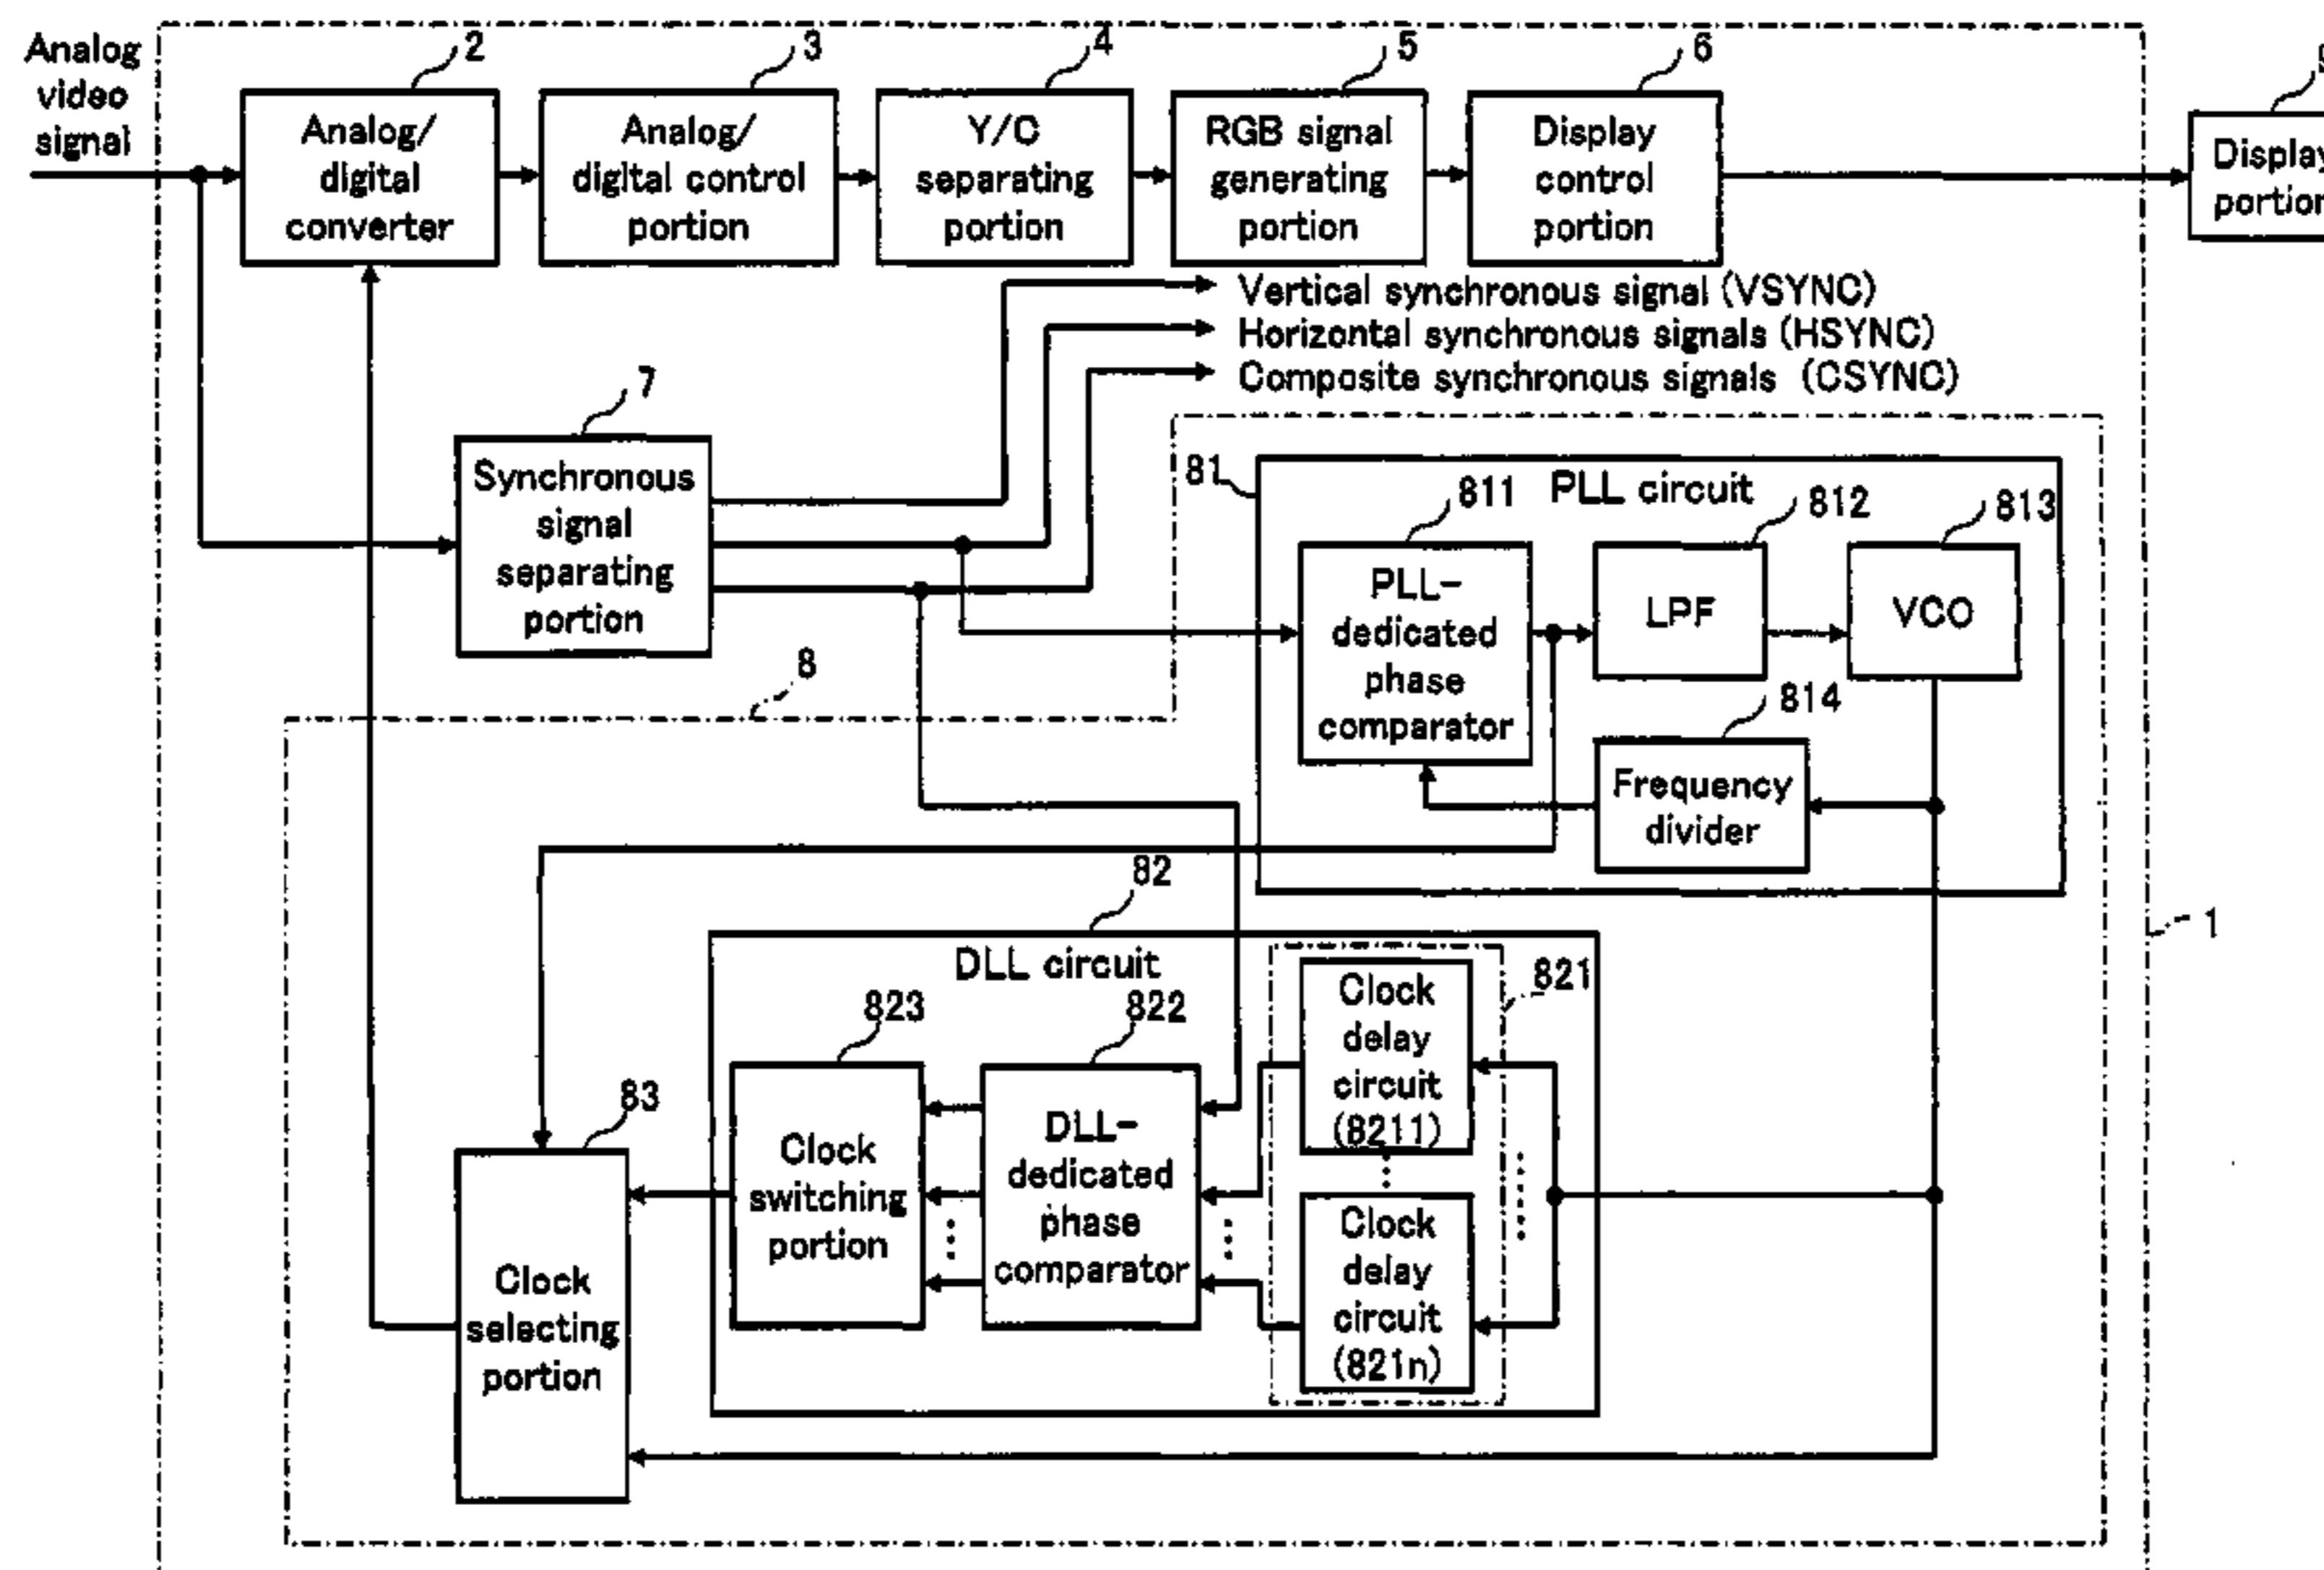 Analog
video
signal
2
3
4
5
6
Analog/
digital
converter
Analog/
digital control
portion
Y/C
separating
portion
RGB signal
generating
portion
Display
control
portion
Display
portion
Vertical synchronous signal (VSYNC)
Horizontal synchronous signals (HSYNC)
Composite synchronous signals (CSYNC)
7
Synchronous
signal
separating
portion
8
81
PLL circuit
811
812
813
PLL-
dedicated
phase
comparator
LPF
VCO
814
Frequency
divider
82
1
DLL circuit
821
823
822
Clock
delay
circuit
(8211)
Clock
delay
circuit
(821n)
DLL-
dedicated
phase
comparator
Clock
switching
portion
83
Clock
selecting
portion